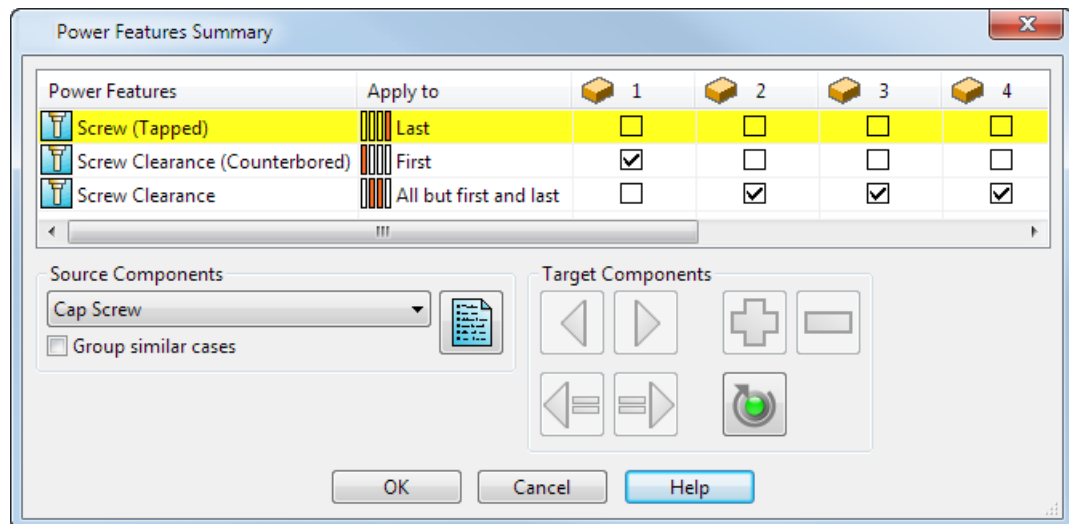 Power Features Summary
Power Features Apply to 1 2 3 4
Screw (Tapped) Last
Screw Clearance (Counterbored) First
Screw Clearance All but first and last
Source Components
Cap Screw
Group similar cases
Target Components
OK Cancel Help